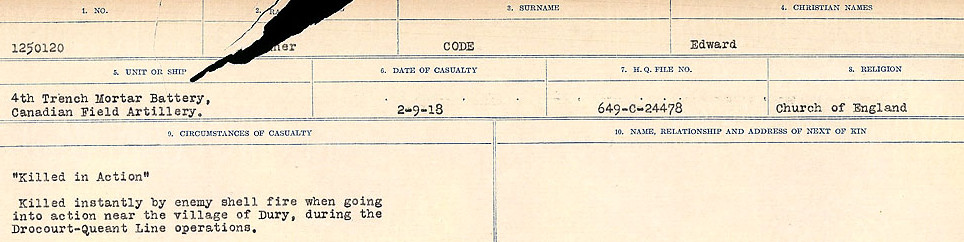 1. NO.
2. RA
3. SURNAME
4. CHRISTIAN NAMES
1250120
CODE
Edward
5. UNIT OR SHIP
6. DATE OF CASUALTY
7. H.Q. FILE NO.
8. RELIGION
4th Trench Mortar Battery,
Canadian Field Artillery.
2-9-18
649-C-24478
Church of England
9. CIRCUMSTANCES OF CASUALTY
10. NAME, RELATIONSHIP AND ADDRESS OF NEXT OF KIN
"Killed in Action"
Killed instantly by enemy shell fire when going
into action near the village of Dury, during the
Drocourt-Queant Line operations.